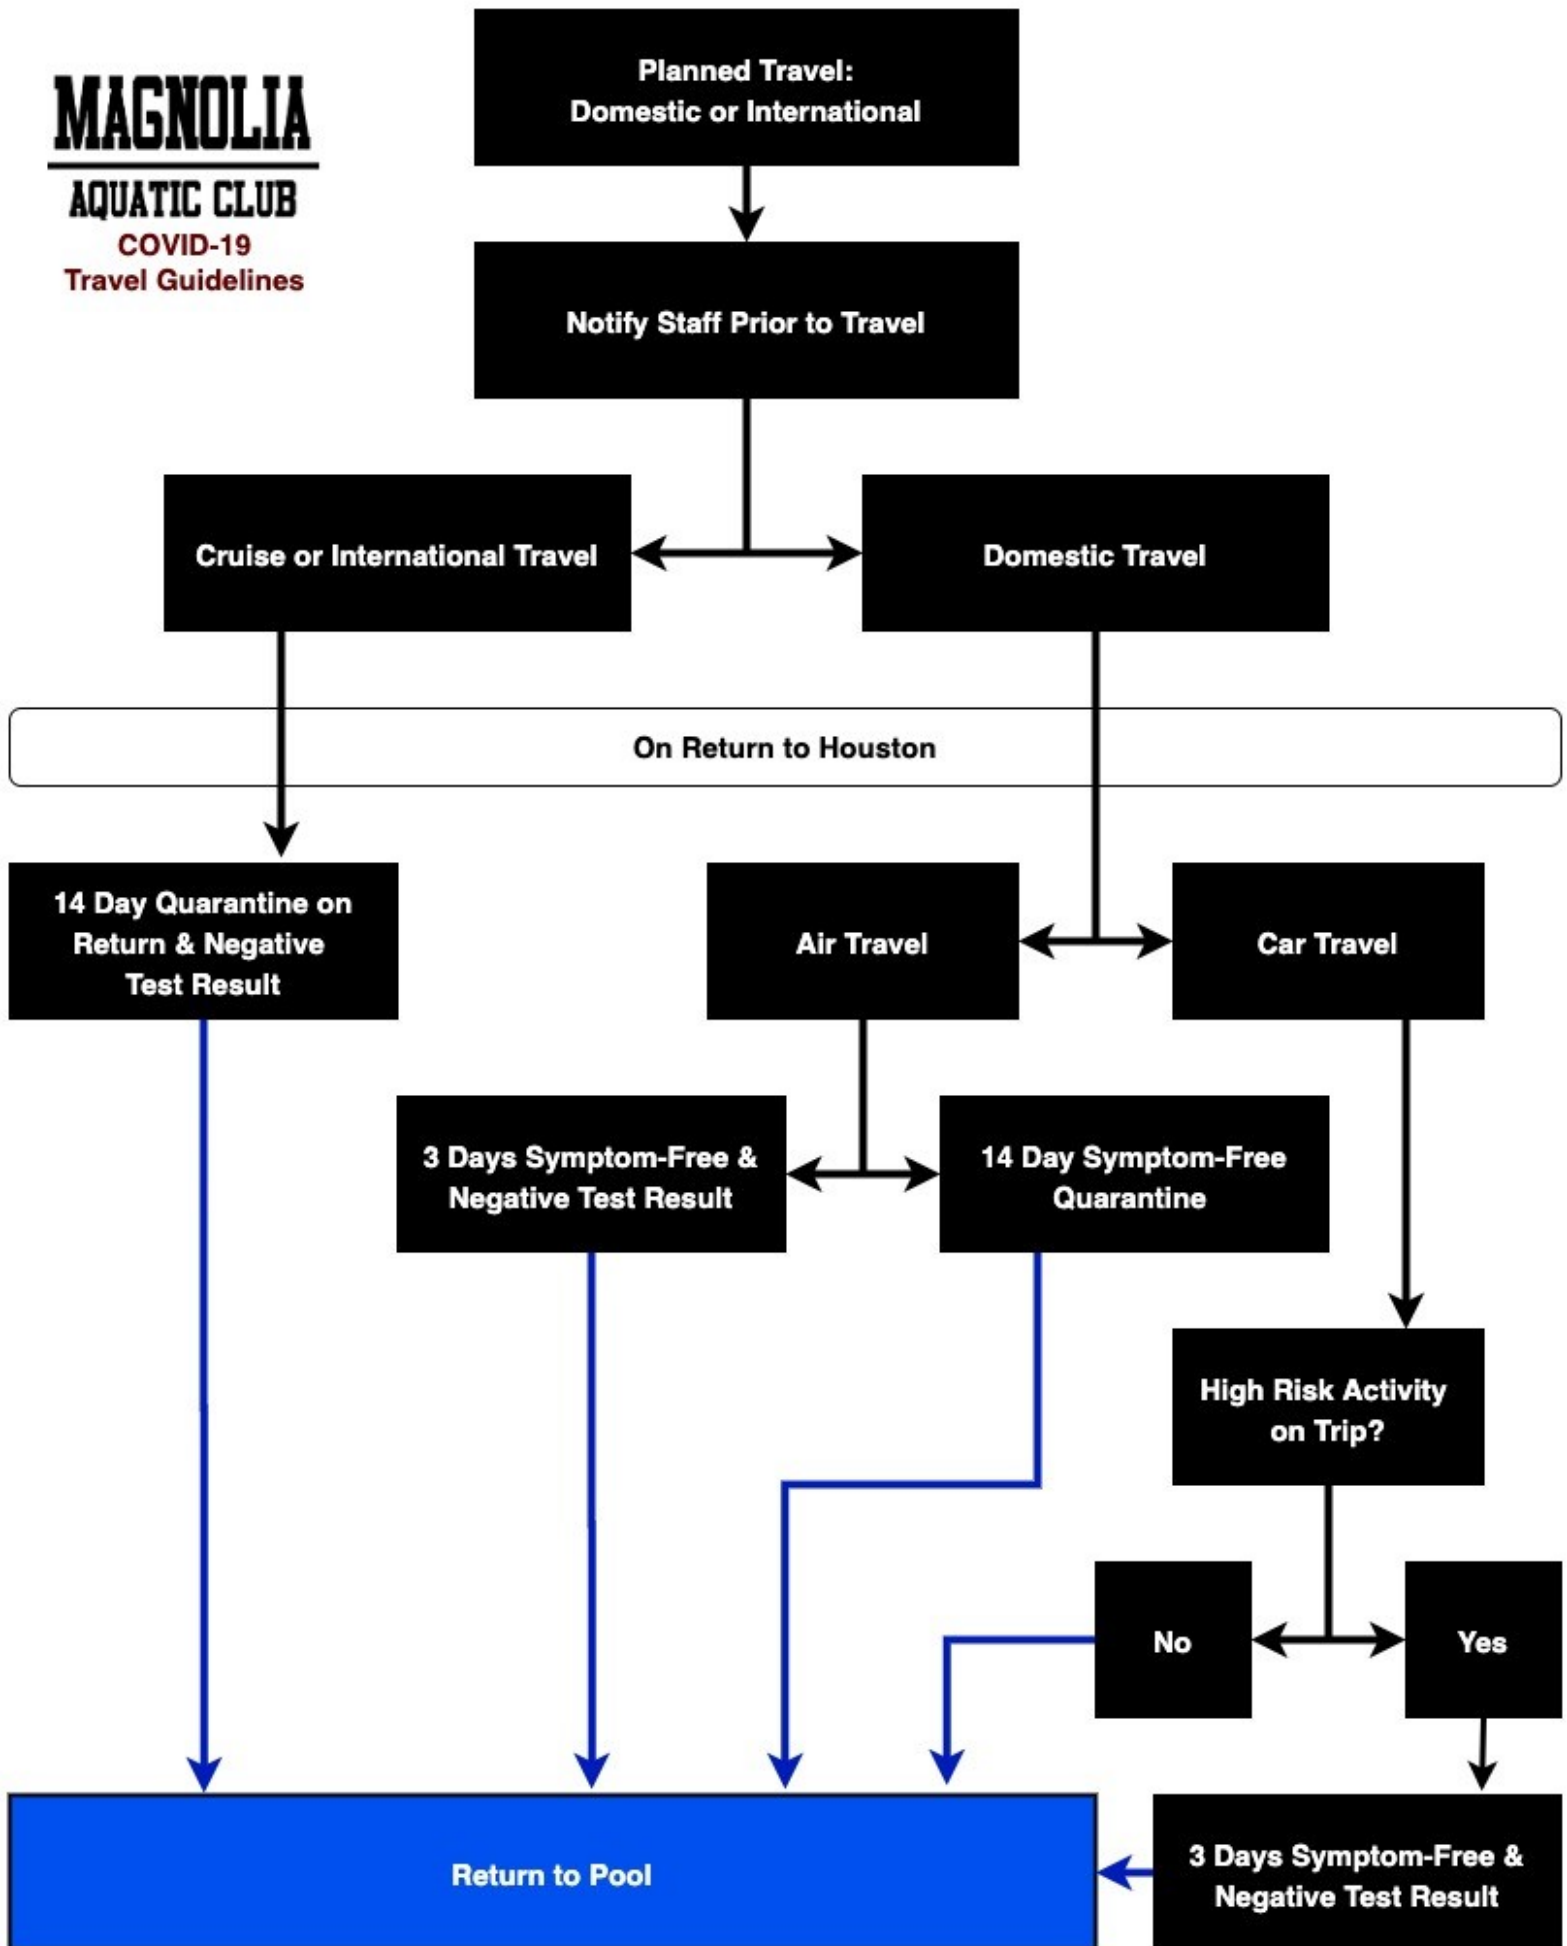 MAGNOLIA
AQUATIC CLUB
COVID-19
Travel Guidelines
Planned Travel:
Domestic or International
Notify Staff Prior to Travel
Cruise or International Travel
Domestic Travel
On Return to Houston
14 Day Quarantine on
Return & Negative
Test Result
Air Travel
Car Travel
3 Days Symptom-Free &
Negative Test Result
14 Day Symptom-Free
Quarantine
High Risk Activity
on Trip?
No
Yes
Return to Pool
3 Days Symptom-Free &
Negative Test Result